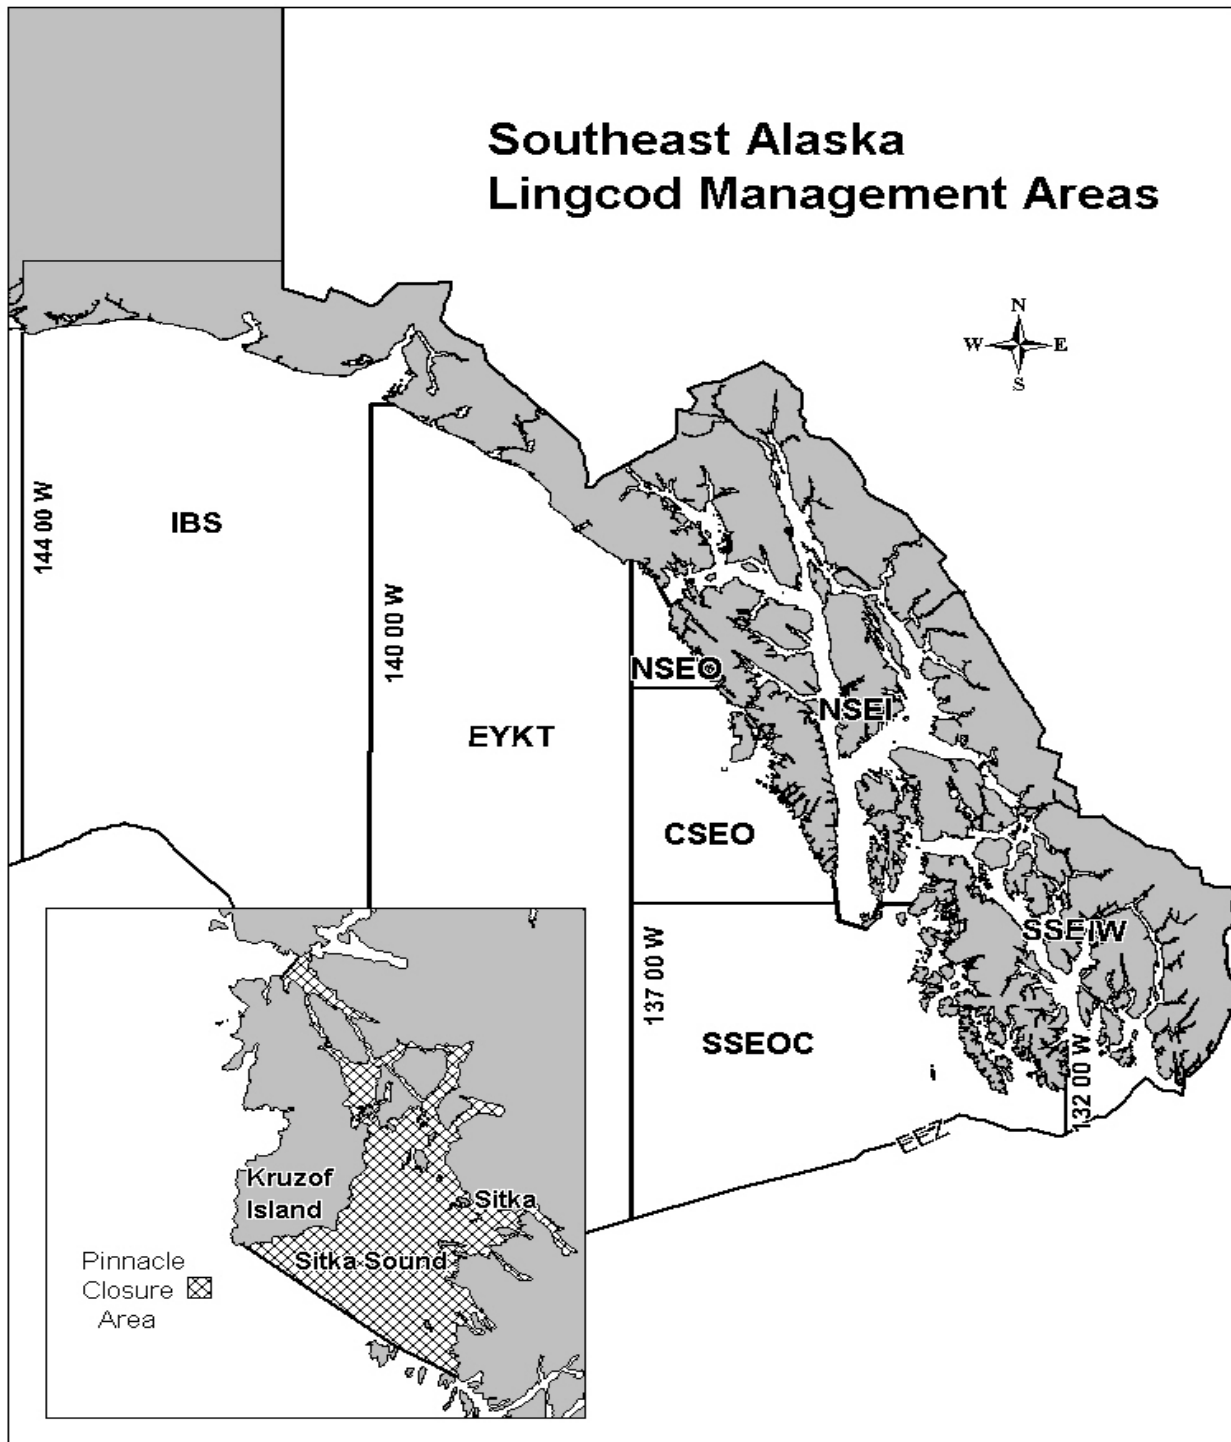 Southeast Alaska
Lingcod Management Areas
N
W E
S
144 00 W
IBS
140 00 W
EYKT
NSEO
NSEI
CSEO
137 00 W
SSEIW
SSEOC
132 00 W
EEZ
Kruzof
Island
Sitka
Sitka Sound
Pinnacle
Closure
Area